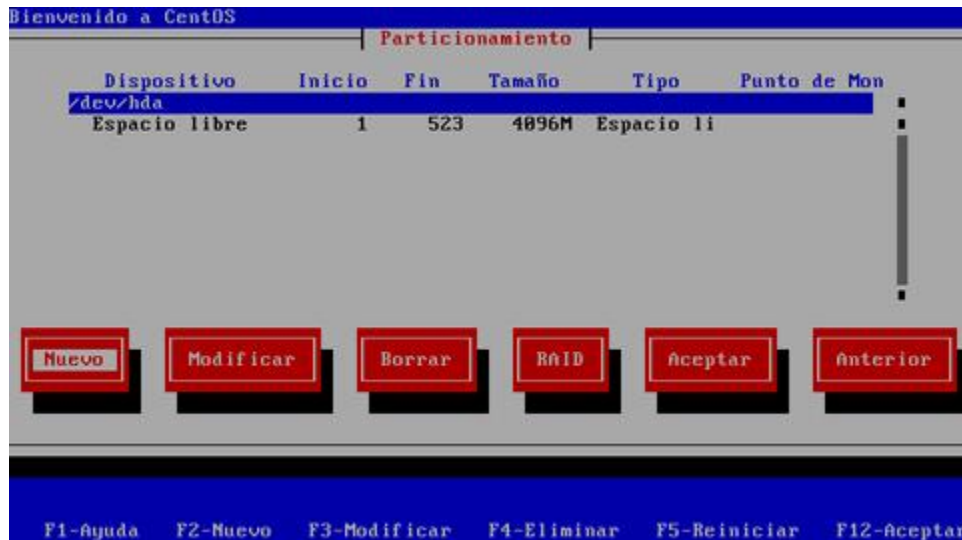 Bienvenido a CentOS
Particionamiento
Dispositivo Inicio Fin Tamaño Tipo Punto de Mon
/dev/hda
Espacio libre 1 523 4096M Espacio li
Nuevo Modificar Borrar RAID Aceptar Anterior
F1-Ayuda F2-Nuevo F3-Modificar F4-Eliminar F5-Reiniciar F12-Aceptar